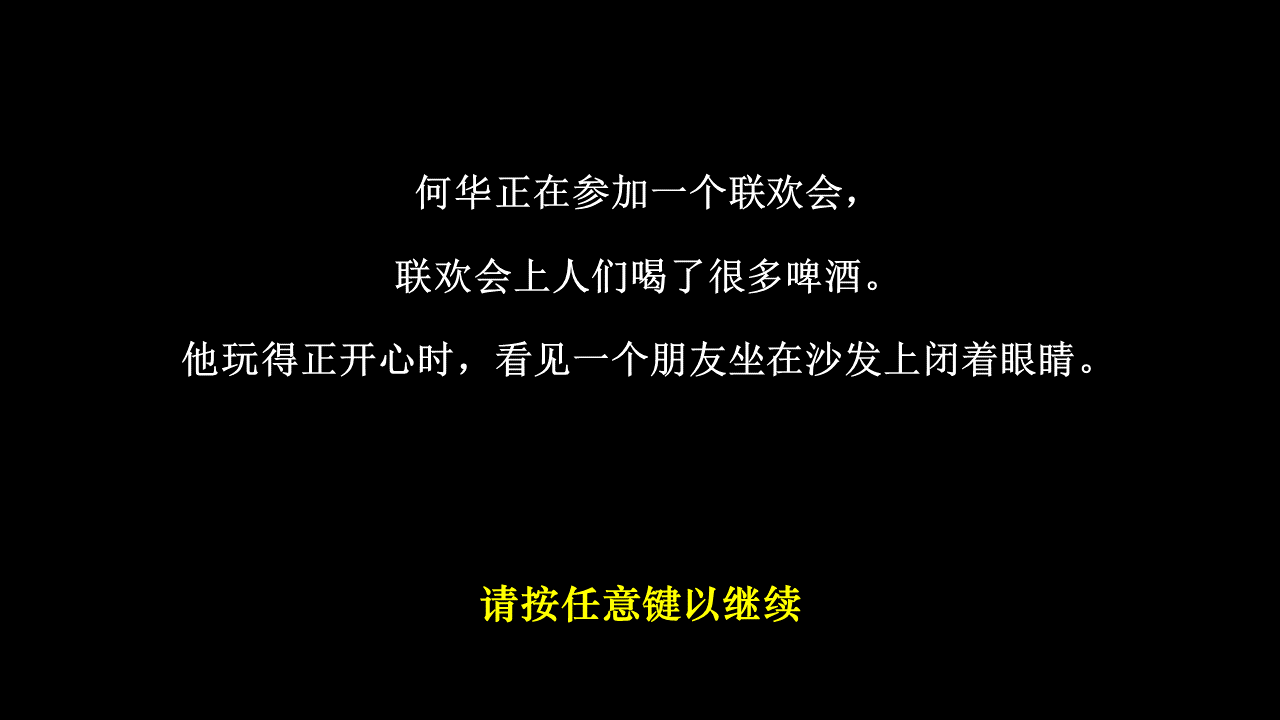 何华正在参加一个联欢会，
联欢会上人们喝了很多啤酒。
他玩得正开心时，看见一个朋友坐在沙发上闭着眼睛。
请按任意键以继续